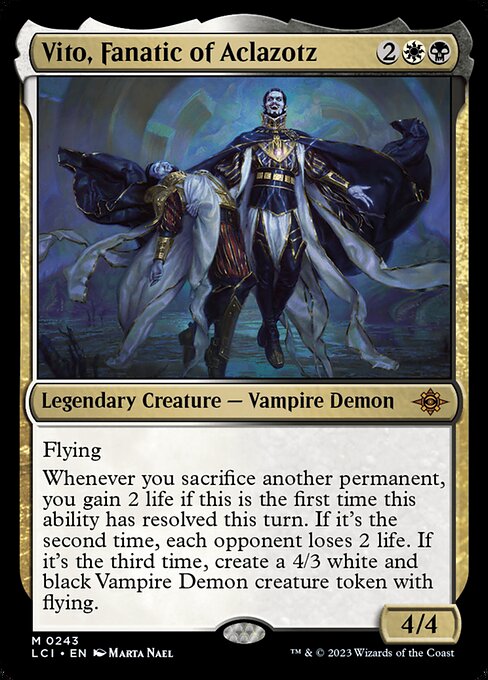 Vito, Fanatic of Aclazotz 2
Legendary Creature — Vampire Demon
Flying
Whenever you sacrifice another permanent,
you gain 2 life if this is the first time this
ability has resolved this turn. If it's the
second time, each opponent loses 2 life. If
it's the third time, create a 4/3 white and
black Vampire Demon creature token with
flying.
4/4
M 0243
LCI • EN Marta Nael
™ & © 2023 Wizards of the Coast